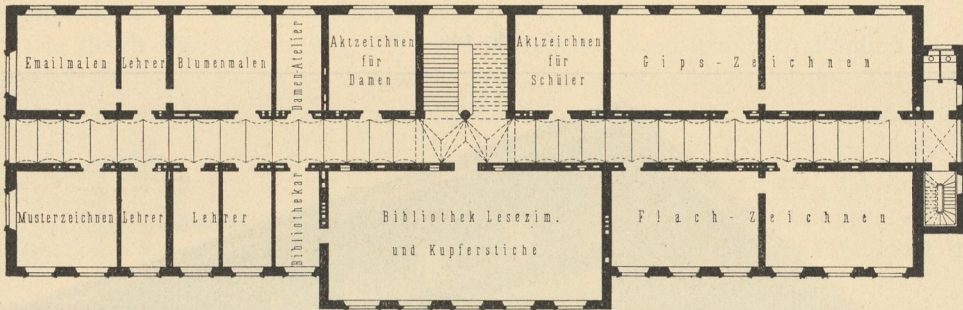 Emailmalen
Lehrer
Blumenmalen
Damen-Atelier
Aktzeichnen
für
Damen
Aktzeichnen
für
Schüler
Gips-Zeichnen
Musterzeichnen
Lehrer
Lehrer
Bibliothekar
Bibliothek Lesezim.
und Kupferstiche
Flach-Zeichnen